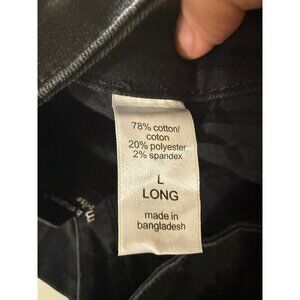 78% cotton/
coton
20% polyester
2% spandex
L
LONG
made in
bangladesh